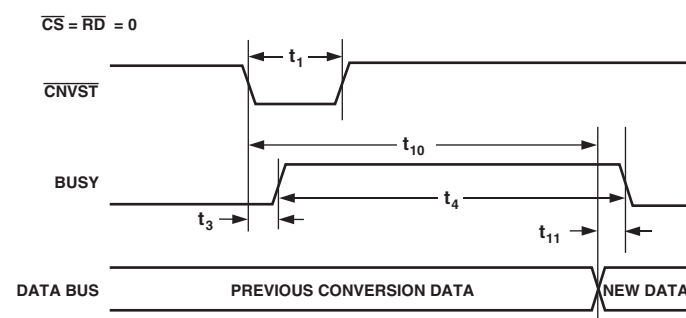 CS = RD = 0
t1
CNVST
t10
BUSY
t4
t3
t11
DATA BUS PREVIOUS CONVERSION DATA NEW DATA